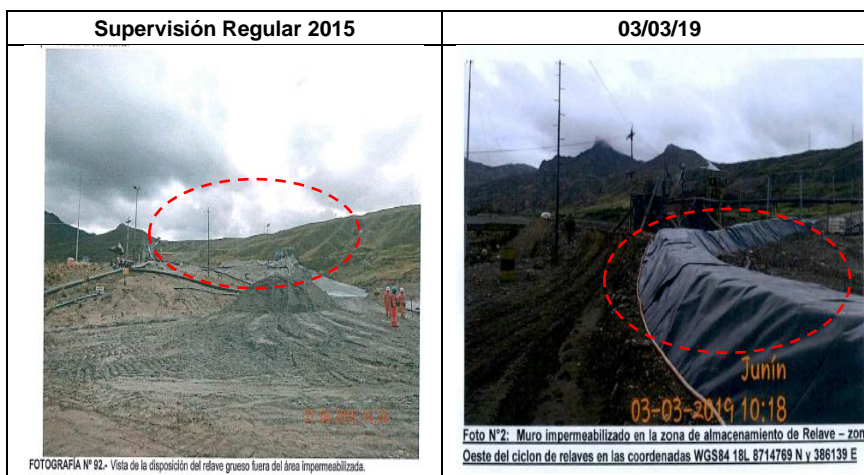 Supervisión Regular 2015
03/03/19
FOTOGRAFÍA Nº 92.- Vista de la disposición del relave grueso fuera del área impermeabilizada.
Junín
03-03-2019 10:18
Foto N°2: Muro impermeabilizado en la zona de almacenamiento de Relave – zon
Oeste del ciclon de relaves en las coordenadas WGS84 18L 8714769 N y 386139 E